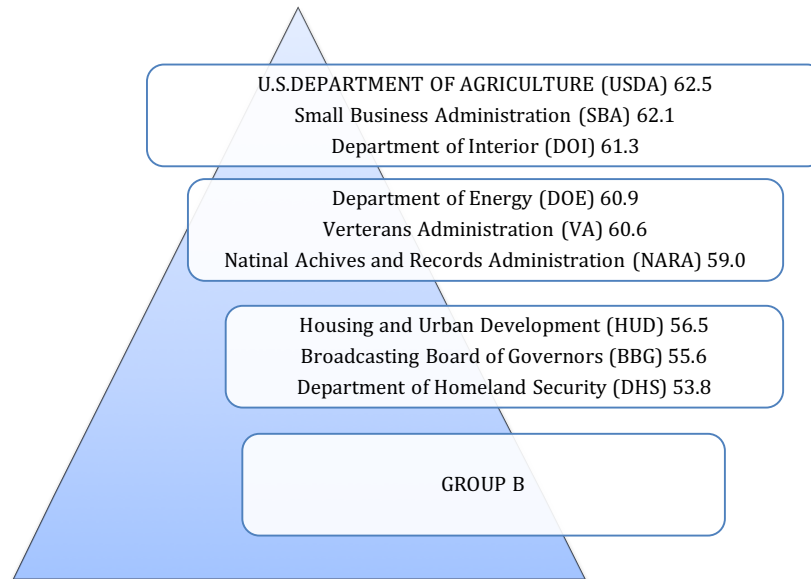 U.S.DEPARTMENT OF AGRICULTURE (USDA) 62.5
Small Business Administration (SBA) 62.1
Department of Interior (DOI) 61.3
Department of Energy (DOE) 60.9
Verterans Administration (VA) 60.6
Natinal Achives and Records Administration (NARA) 59.0
Housing and Urban Development (HUD) 56.5
Broadcasting Board of Governors (BBG) 55.6
Department of Homeland Security (DHS) 53.8
GROUP B